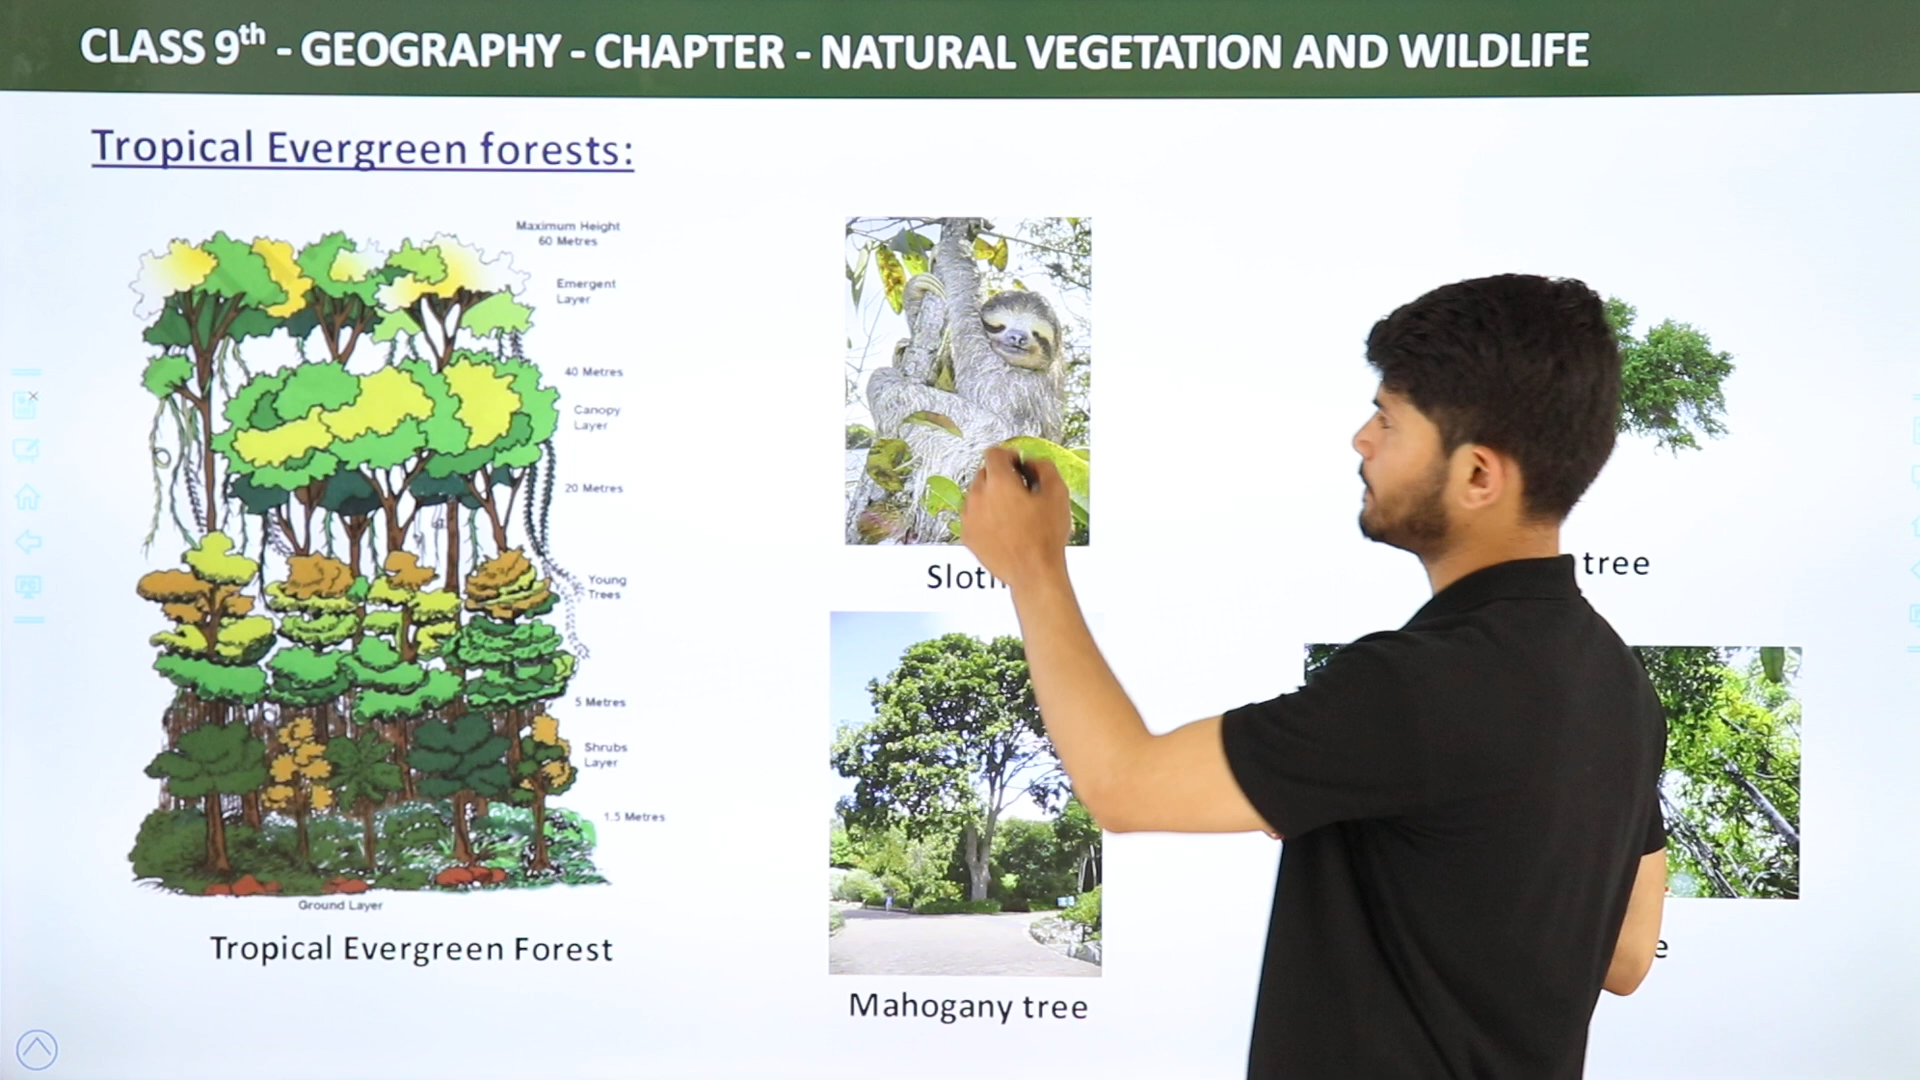 CLASS 9th - GEOGRAPHY - CHAPTER - NATURAL VEGETATION AND WILDLIFE
Tropical Evergreen forests:
Maximum Height
60 Metres
Emergent
Layer
40 Metres
Canopy
Layer
20 Metres
Young
Trees
5 Metres
Shrubs
Layer
1.5 Metres
Ground Layer
Tropical Evergreen Forest
Mahogany tree
tree